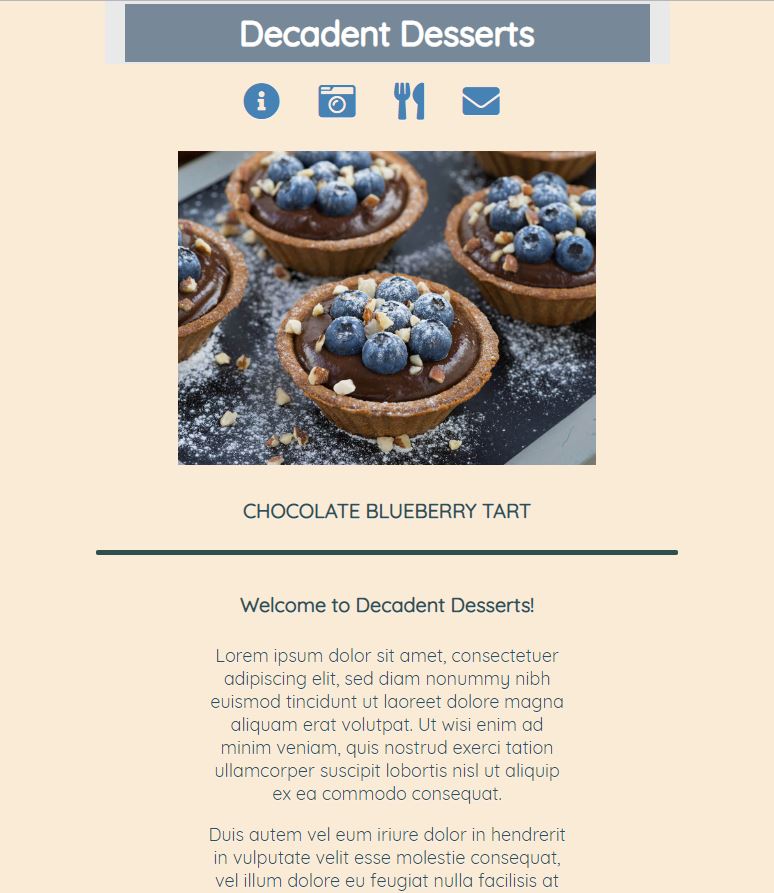 Decadent Desserts
CHOCOLATE BLUEBERRY TART
Welcome to Decadent Desserts!
Lorem ipsum dolor sit amet, consectetuer
adipiscing elit, sed diam nonummy nibh
euismod tincidunt ut laoreet dolore magna
aliquam erat volutpat. Ut wisi enim ad
minim veniam, quis nostrud exerci tation
ullamcorper suscipit lobortis nisl ut aliquip
ex ea commodo consequat.
Duis autem vel eum iriure dolor in hendrerit
in vulputate velit esse molestie consequat,
vel illum dolore eu feugiat nulla facilisis at